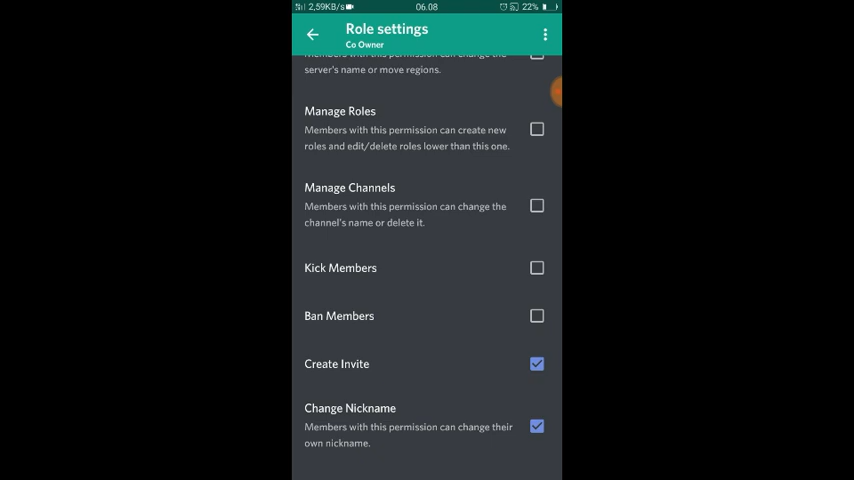 2,59KB/s
06.08
22%
Role settings
Co Owner
Members with this permission can change the
server's name or move regions.
Manage Roles
Members with this permission can create new
roles and edit/delete roles lower than this one.
Manage Channels
Members with this permission can change the
channel's name or delete it.
Kick Members
Ban Members
Create Invite
Change Nickname
Members with this permission can change their
own nickname.